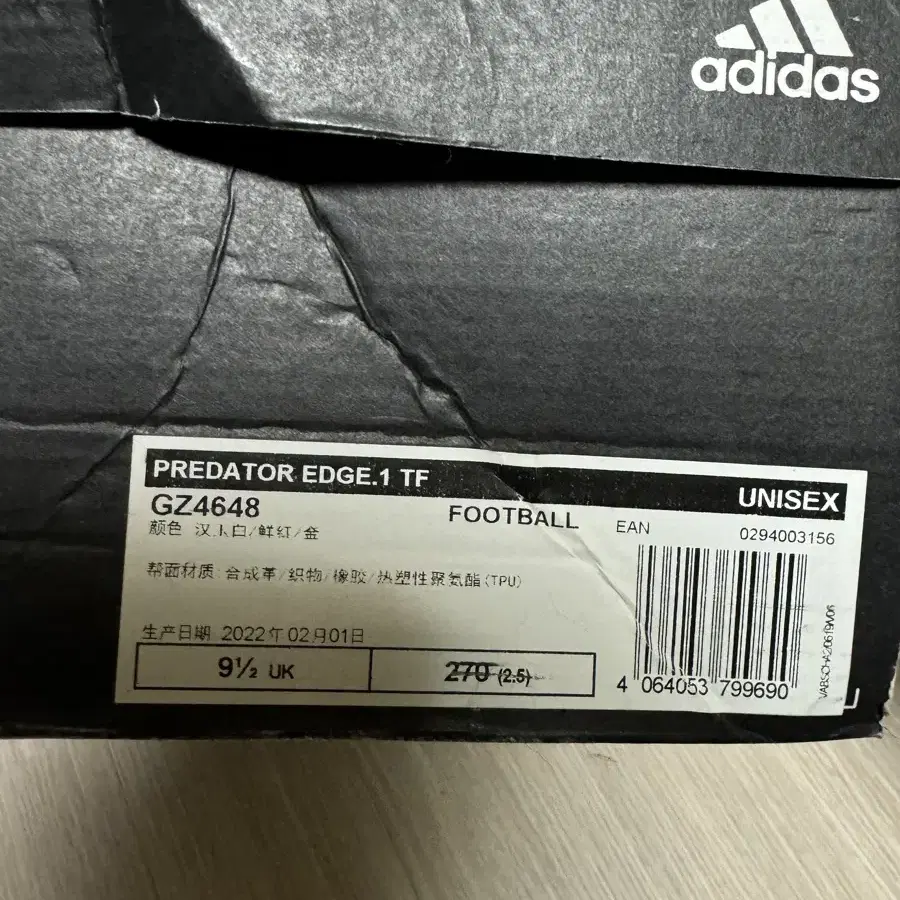 adidas
PREDATOR EDGE.1 TF
UNISEX
GZ4648
FOOTBALL
EAN
0294003156
颜色 汉玉白/鲜红/金
帮面材质:合成革/织物/橡胶/热塑性聚氨酯(TPU)
生产日期 2022年02月01日
9½ UK
270 (2.5)
4 064053 799690